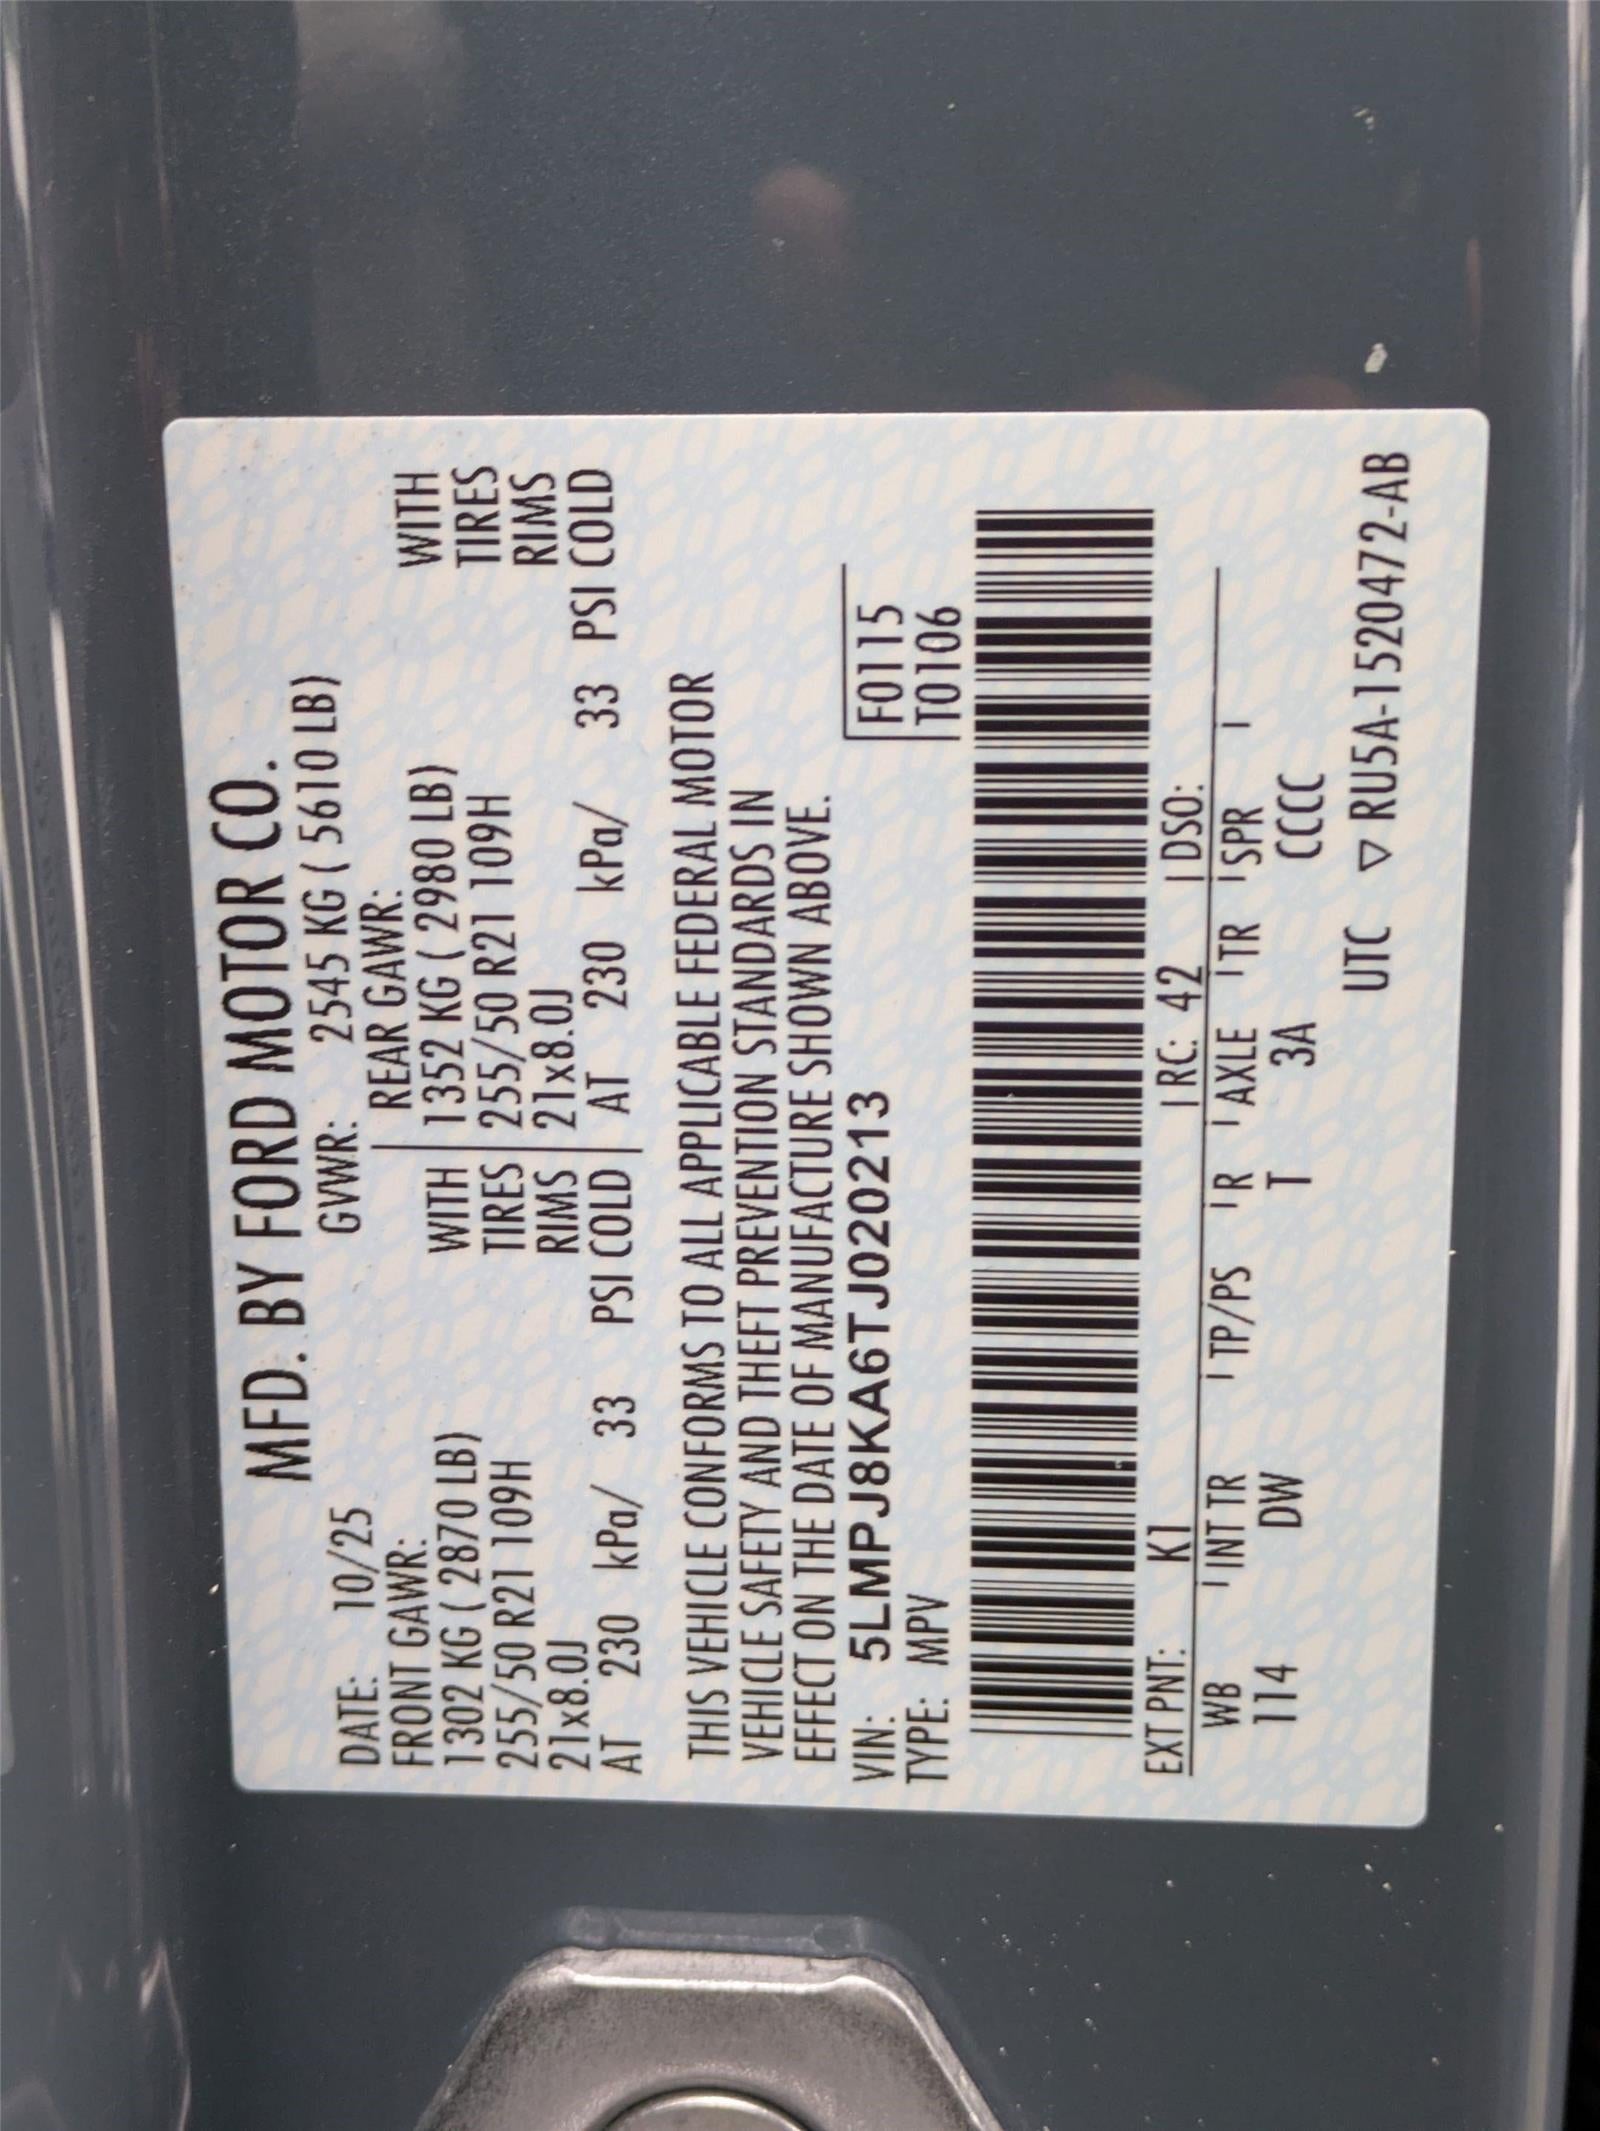 MFD. BY FORD MOTOR CO.
DATE: 10/25 GVWR: 2545 KG ( 5610 LB)
FRONT GAWR: REAR GAWR:
1302 KG ( 2870 LB) WITH 1352 KG ( 2980 LB) WITH
255/50 R21 109H TIRES 255/50 R21 109H TIRES
21x8.0J RIMS 21x8.0J RIMS
AT 230 kPa/ 33 PSI COLD AT 230 kPa/ 33 PSI COLD
THIS VEHICLE CONFORMS TO ALL APPLICABLE FEDERAL MOTOR
VEHICLE SAFETY AND THEFT PREVENTION STANDARDS IN
EFFECT ON THE DATE OF MANUFACTURE SHOWN ABOVE.
VIN: 5LMPJ8KA6TJ020213 F0115
TYPE: MPV T0106
EXT PNT: K1 RC: 42 DSO:
WB INT TR TP/PS R AXLE TR SPR
114 DW T 3A CCCC
UTC ▽ RU5A-1520472-AB